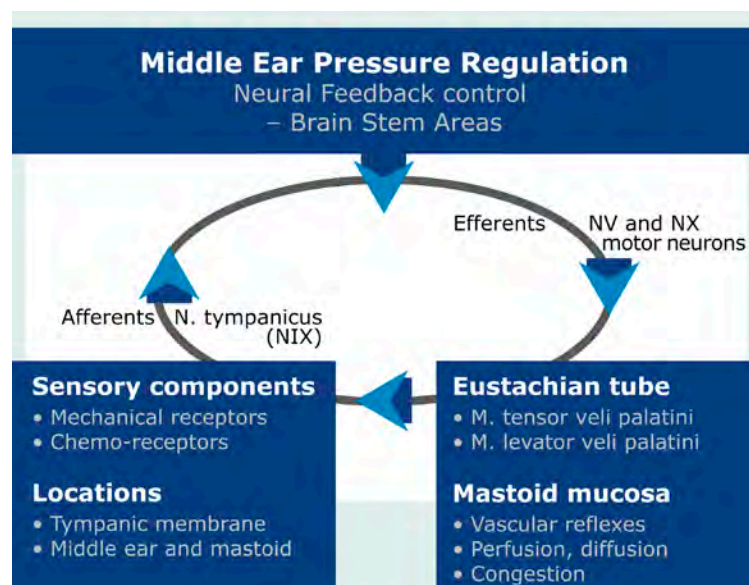 Middle Ear Pressure Regulation
Neural Feedback control
– Brain Stem Areas
Efferents
NV and NX
motor neurons
Afferents
N. tympanicus
(NIX)
Sensory components
• Mechanical receptors
• Chemo-receptors
Locations
• Tympanic membrane
• Middle ear and mastoid
Eustachian tube
• M. tensor veli palatini
• M. levator veli palatini
Mastoid mucosa
• Vascular reflexes
• Perfusion, diffusion
• Congestion